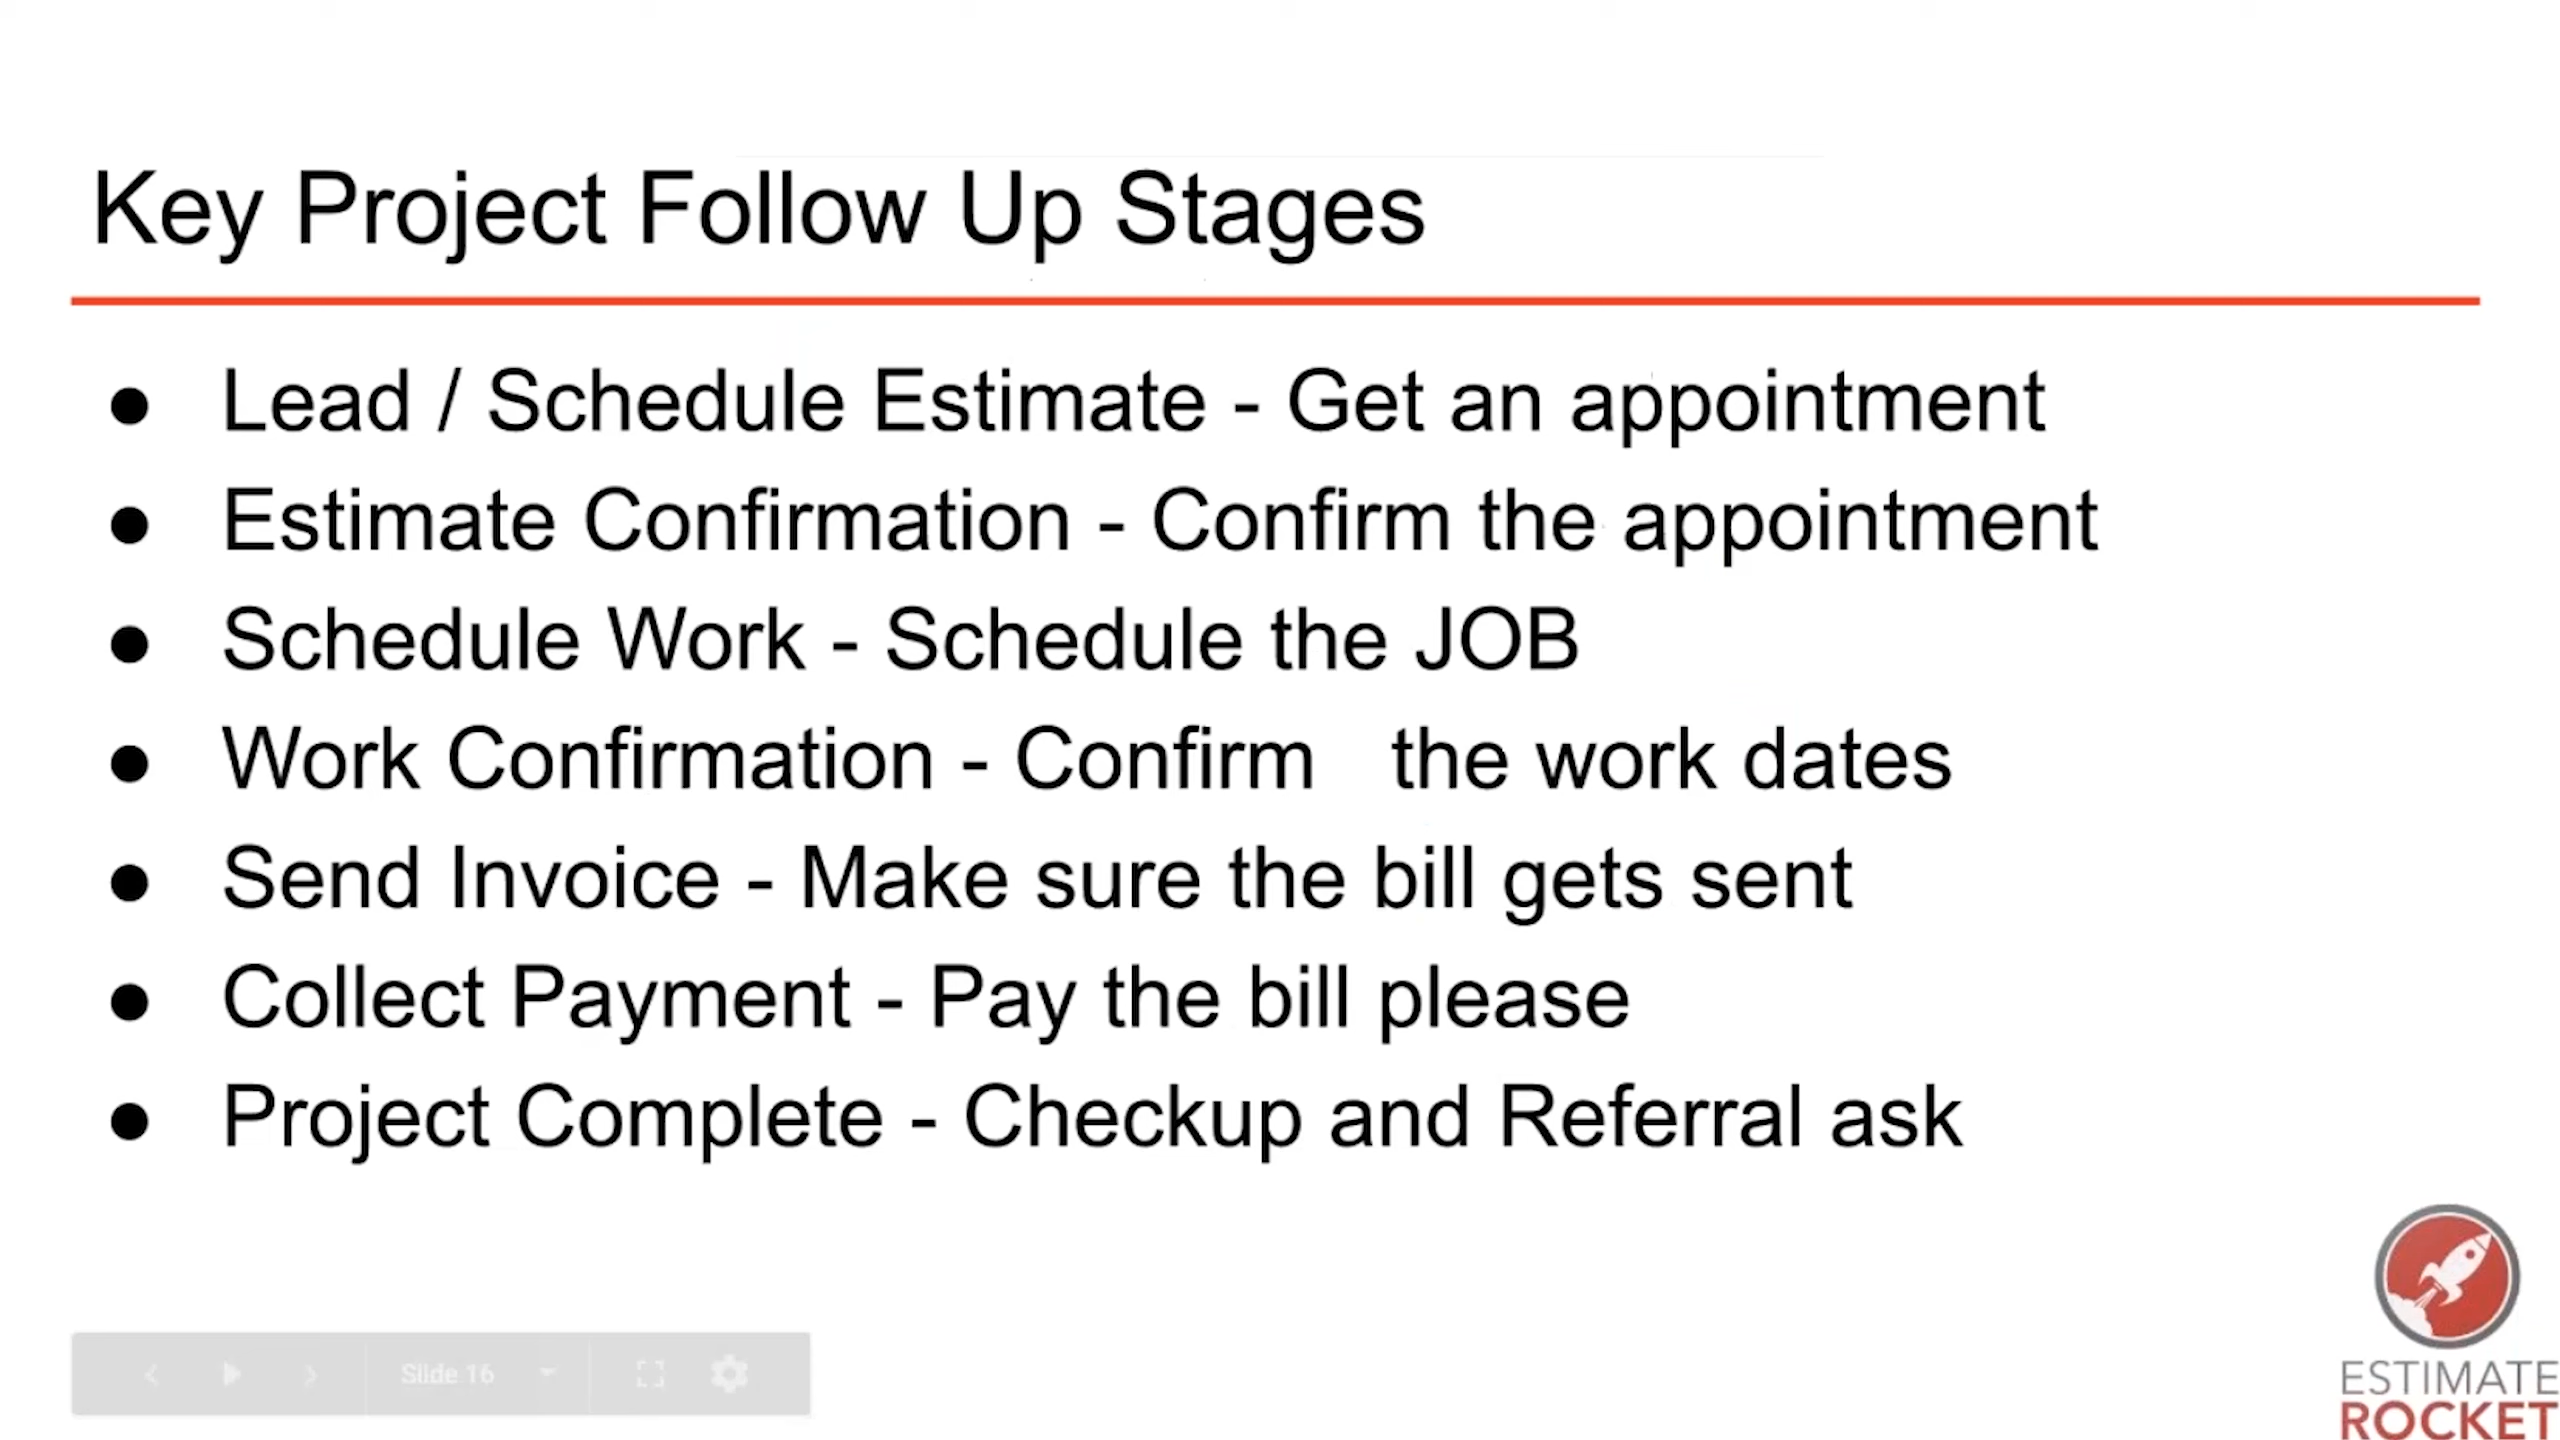 Key Project Follow Up Stages
● Lead / Schedule Estimate - Get an appointment
● Estimate Confirmation - Confirm the appointment
● Schedule Work - Schedule the JOB
● Work Confirmation - Confirm   the work dates
● Send Invoice - Make sure the bill gets sent
● Collect Payment - Pay the bill please
● Project Complete - Checkup and Referral ask
Slide 16
ESTIMATE
ROCKET